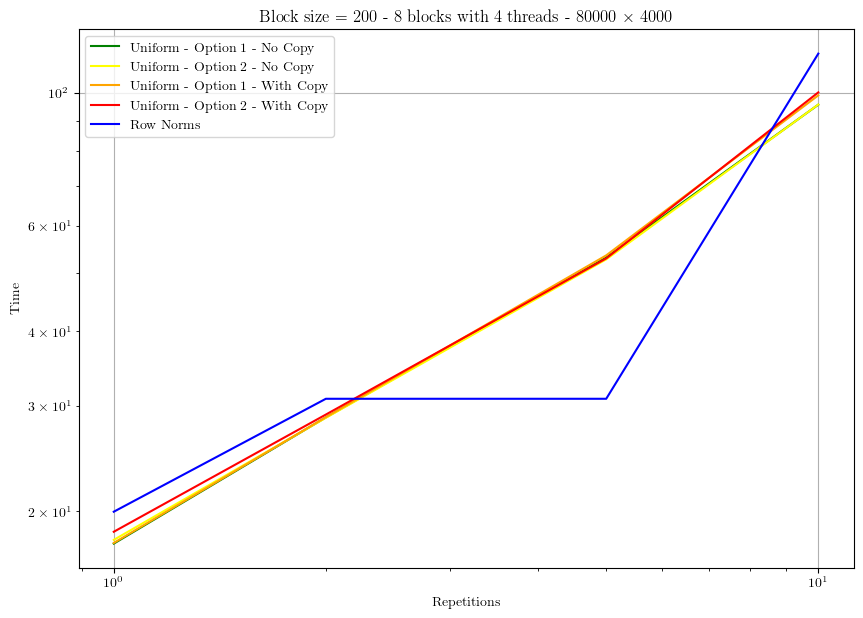 Block size = 200 - 8 blocks with 4 threads - 80000 × 4000
Uniform - Option 1 - No Copy
Uniform - Option 2 - No Copy
Uniform - Option 1 - With Copy
Uniform - Option 2 - With Copy
Row Norms
10²
6 × 10¹
4 × 10¹
3 × 10¹
2 × 10¹
Time
10⁰
10¹
Repetitions